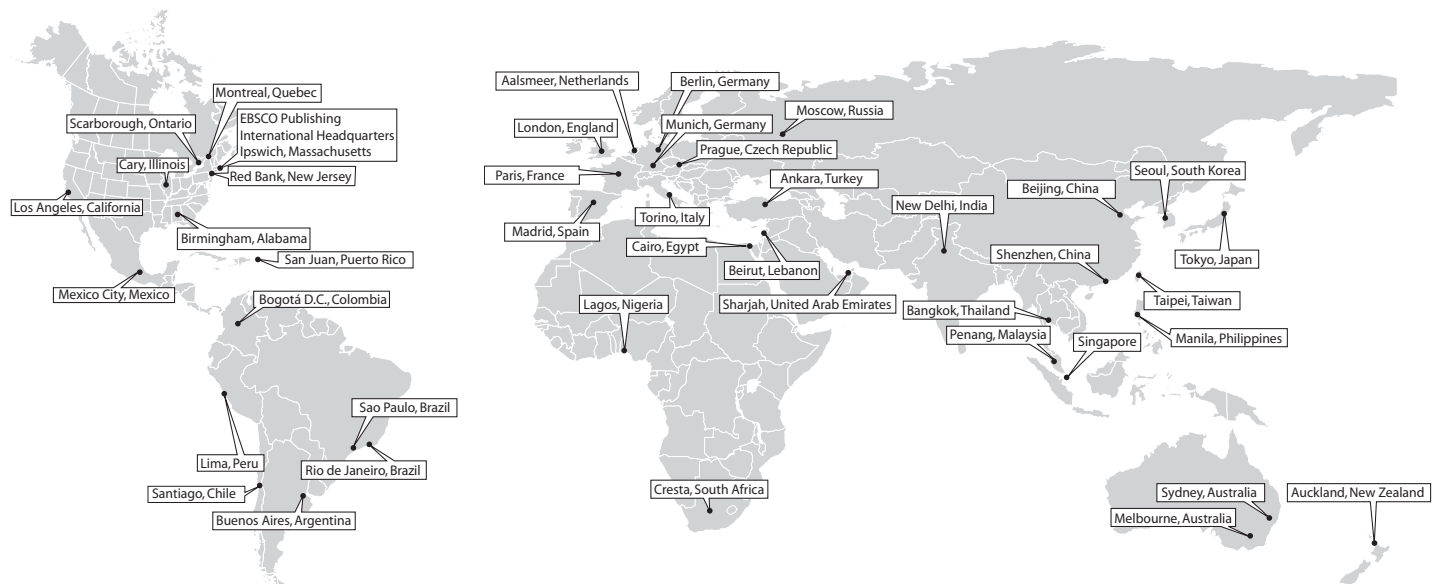 Montreal, Quebec
Scarborough, Ontario
EBSCO Publishing
International Headquarters
Ipswich, Massachusetts
Cary, Illinois
Red Bank, New Jersey
Los Angeles, California
Birmingham, Alabama
San Juan, Puerto Rico
Mexico City, Mexico
Bogotá D.C., Colombia
Sao Paulo, Brazil
Lima, Peru
Rio de Janeiro, Brazil
Santiago, Chile
Buenos Aires, Argentina
Aalsmeer, Netherlands
Berlin, Germany
Moscow, Russia
London, England
Munich, Germany
Prague, Czech Republic
Paris, France
Ankara, Turkey
Torino, Italy
Madrid, Spain
Cairo, Egypt
Beirut, Lebanon
Lagos, Nigeria
Sharjah, United Arab Emirates
Cresta, South Africa
New Delhi, India
Beijing, China
Seoul, South Korea
Shenzhen, China
Tokyo, Japan
Taipei, Taiwan
Bangkok, Thailand
Penang, Malaysia
Singapore
Manila, Philippines
Sydney, Australia
Auckland, New Zealand
Melbourne, Australia